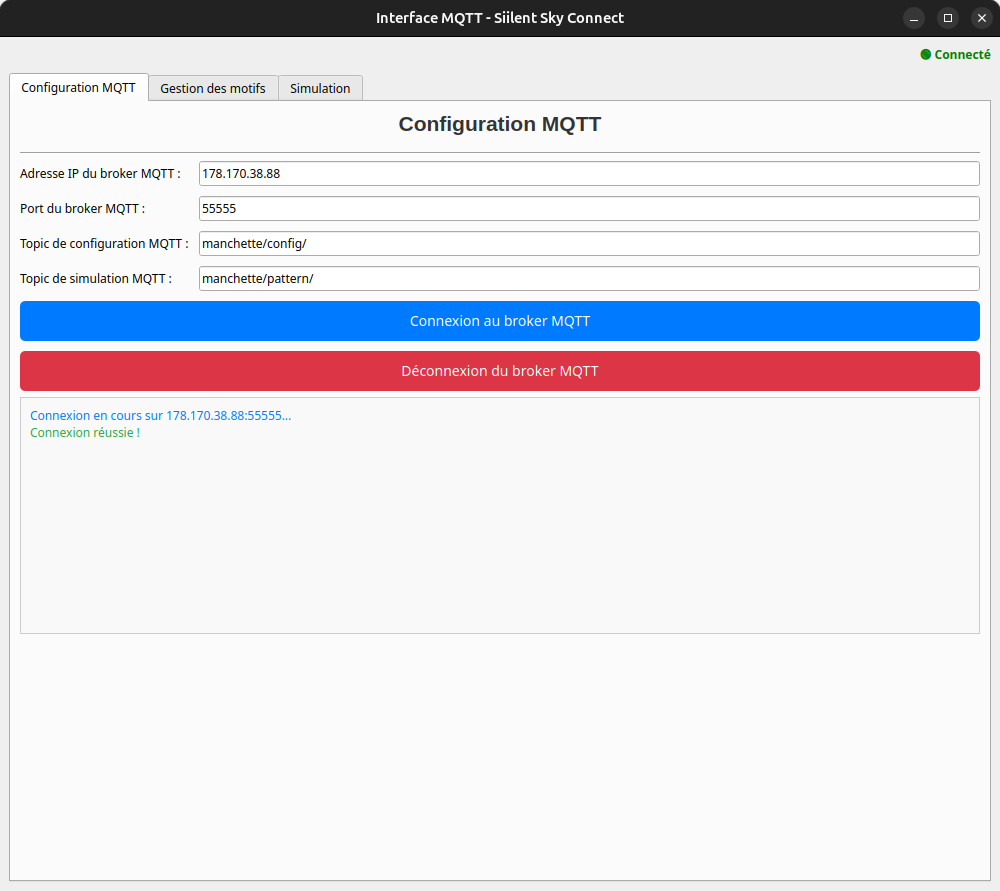 Interface MQTT - Siilent Sky Connect
Connecté
Configuration MQTT
Gestion des motifs
Simulation
Configuration MQTT
Adresse IP du broker MQTT : 178.170.38.88
Port du broker MQTT : 55555
Topic de configuration MQTT : manchette/config/
Topic de simulation MQTT : manchette/pattern/
Connexion au broker MQTT
Déconnexion du broker MQTT
Connexion en cours sur 178.170.38.88:55555...
Connexion réussie !